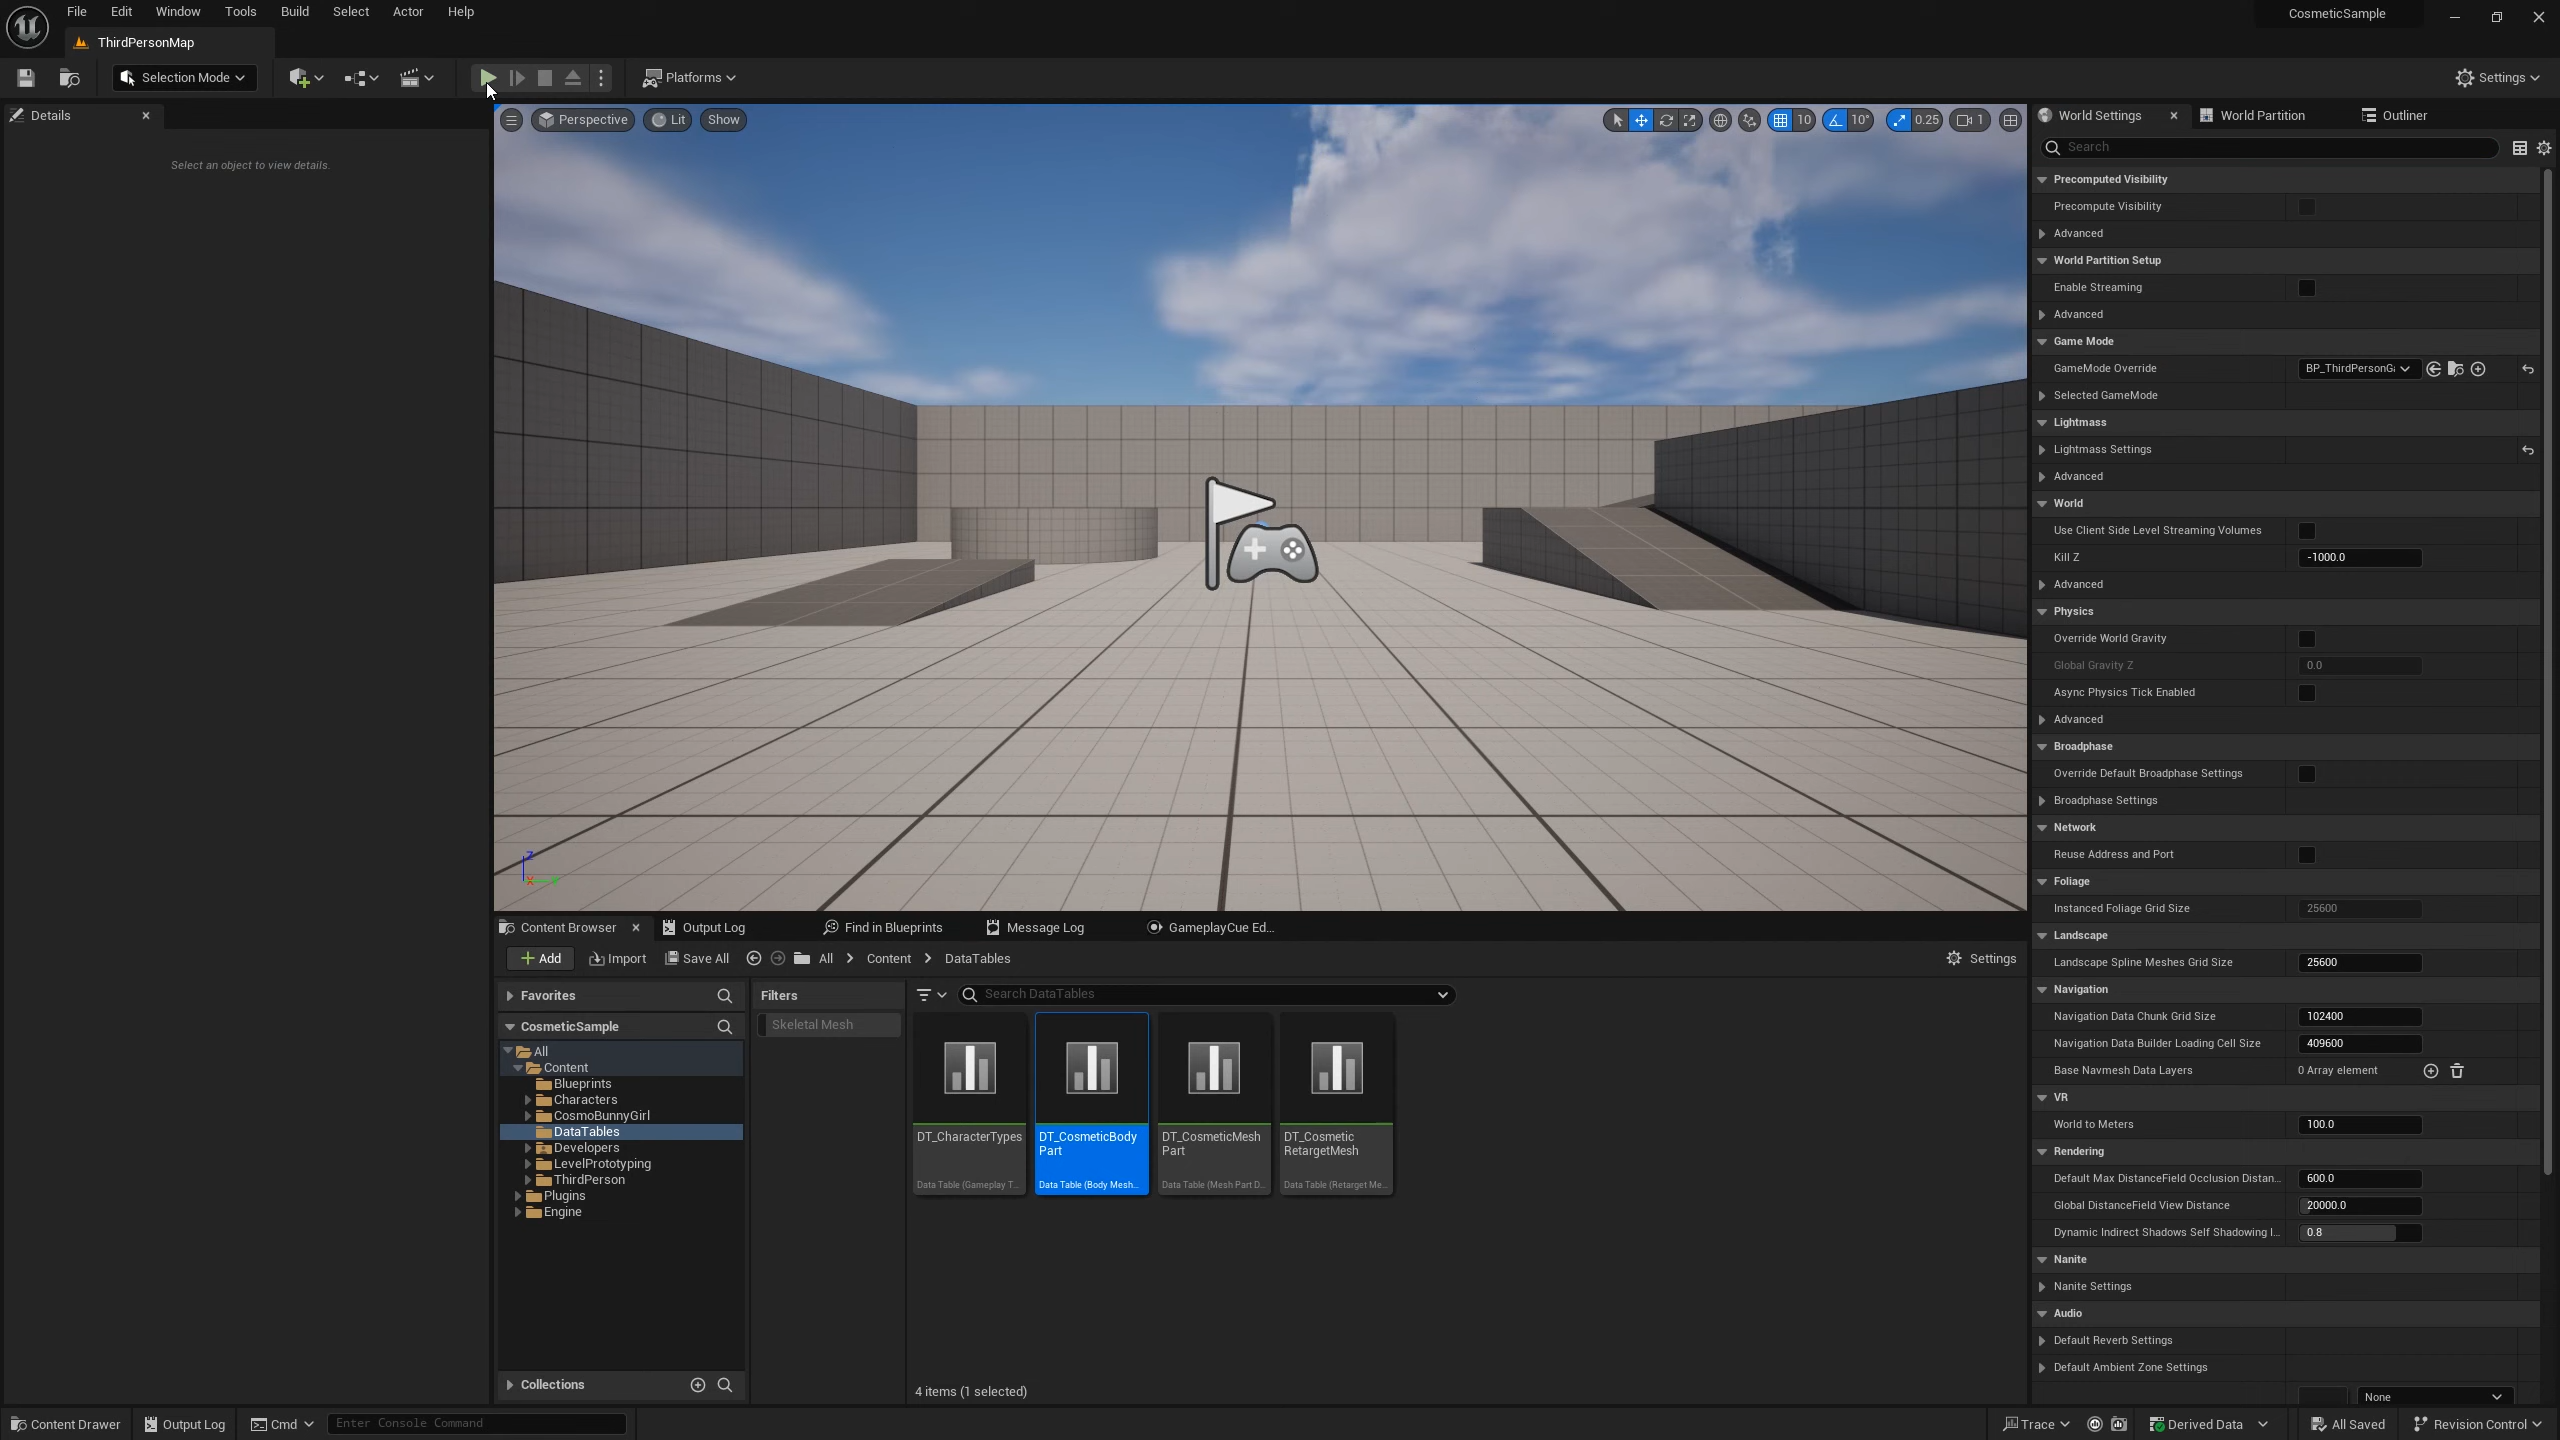 File Edit Window Tools Build Select Actor Help
CosmeticSample
ThirdPersonMap
Selection Mode
Platforms
Settings
Details
Select an object to view details.
Perspective
Lit
Show
10
10°
0.25
1
World Settings
World Partition
Outliner
Search
Precomputed Visibility
Precompute Visibility
Advanced
World Partition Setup
Enable Streaming
Advanced
Game Mode
GameMode Override
BP_ThirdPersonG
Selected GameMode
Lightmass
Lightmass Settings
Advanced
World
Use Client Side Level Streaming Volumes
Kill Z
-1000.0
Advanced
Physics
Override World Gravity
Global Gravity Z
0.0
Async Physics Tick Enabled
Advanced
Broadphase
Override Default Broadphase Settings
Broadphase Settings
Network
Reuse Address and Port
Foliage
Instanced Foliage Grid Size
25600
Landscape
Landscape Spline Meshes Grid Size
25600
Navigation
Navigation Data Chunk Grid Size
102400
Navigation Data Builder Loading Cell Size
409600
Base Navmesh Data Layers
0 Array element
VR
World to Meters
100.0
Rendering
Default Max DistanceField Occlusion Distan...
600.0
Global DistanceField View Distance
20000.0
Dynamic Indirect Shadows Self Shadowing I...
0.8
Nanite
Nanite Settings
Audio
Default Reverb Settings
Default Ambient Zone Settings
None
Z
X
Content Browser
Output Log
Find in Blueprints
Message Log
GameplayCue Ed...
Add
Import
Save All
All
Content
DataTables
Settings
Favorites
CosmeticSample
All
Content
Blueprints
Characters
CosmoBunnyGirl
DataTables
Developers
LevelPrototyping
ThirdPerson
Plugins
Engine
Collections
Filters
Skeletal Mesh
Search DataTables
DT_CharacterTypes
Data Table (Gameplay T...
DT_CosmeticBody
Part
Data Table (Body Mesh...
DT_CosmeticMesh
Part
Data Table (Mesh Part D...
DT_Cosmetic
RetargetMesh
Data Table (Retarget Me...
4 items (1 selected)
Content Drawer
Output Log
Cmd
Enter Console Command
Trace
Derived Data
All Saved
Revision Control